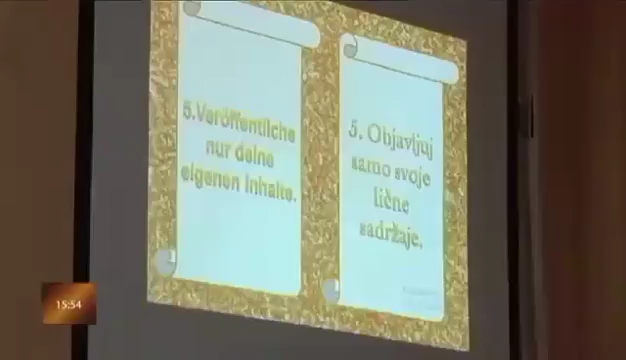 5.Veröffentliche
nur deine
eigenen Inhalte.
5. Objavljuj
samo svoje
lične
sadržaje.
15:54